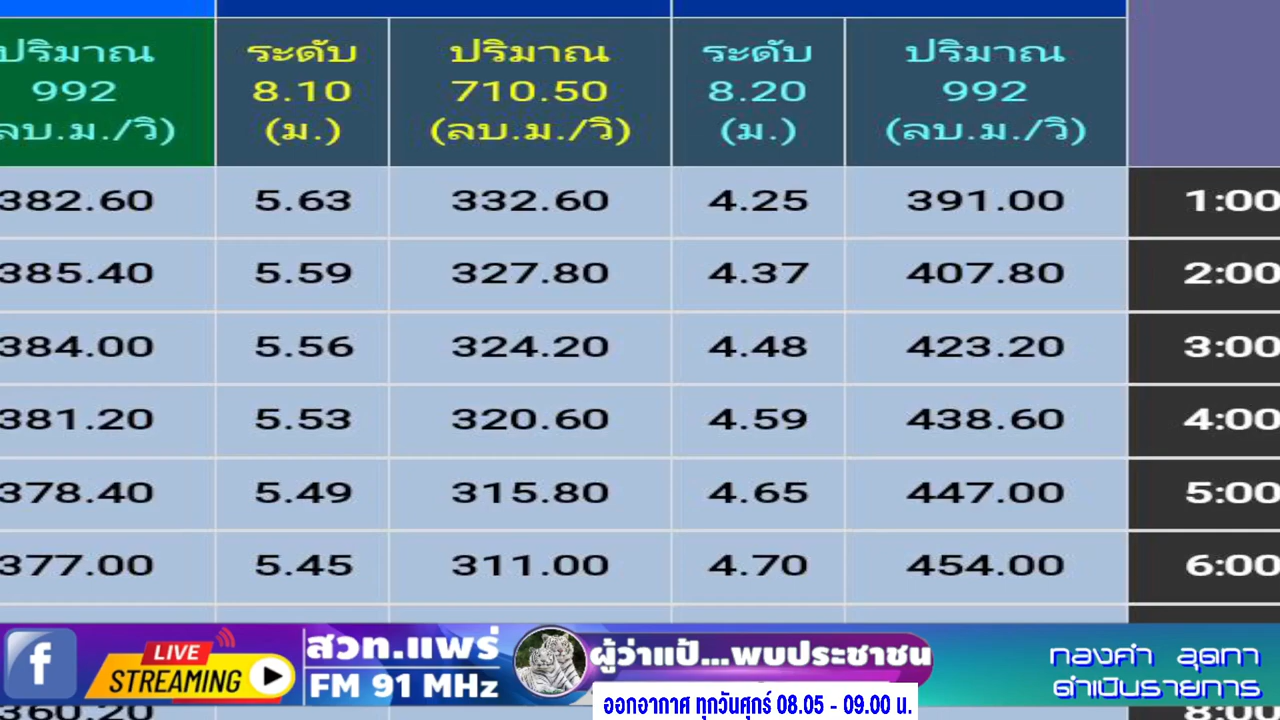 ปริมาณ ระดับ ปริมาณ ระดับ ปริมาณ
992 8.10 710.50 8.20 992
ลบ.ม./วิ) (ม.) (ลบ.ม./วิ) (ม.) (ลบ.ม./วิ)
382.60 5.63 332.60 4.25 391.00 1:00
385.40 5.59 327.80 4.37 407.80 2:00
384.00 5.56 324.20 4.48 423.20 3:00
381.20 5.53 320.60 4.59 438.60 4:00
378.40 5.49 315.80 4.65 447.00 5:00
377.00 5.45 311.00 4.70 454.00 6:00
f LIVE STREAMING
สวท.แพร่
FM 91 MHz
ผู้ว่าแป้...พบประชาชน
ออกอากาศ ทุกวันศุกร์ 08.05 - 09.00 น.
ทองคำ สุดทา
ดำเนินรายการ
360.20 8:00